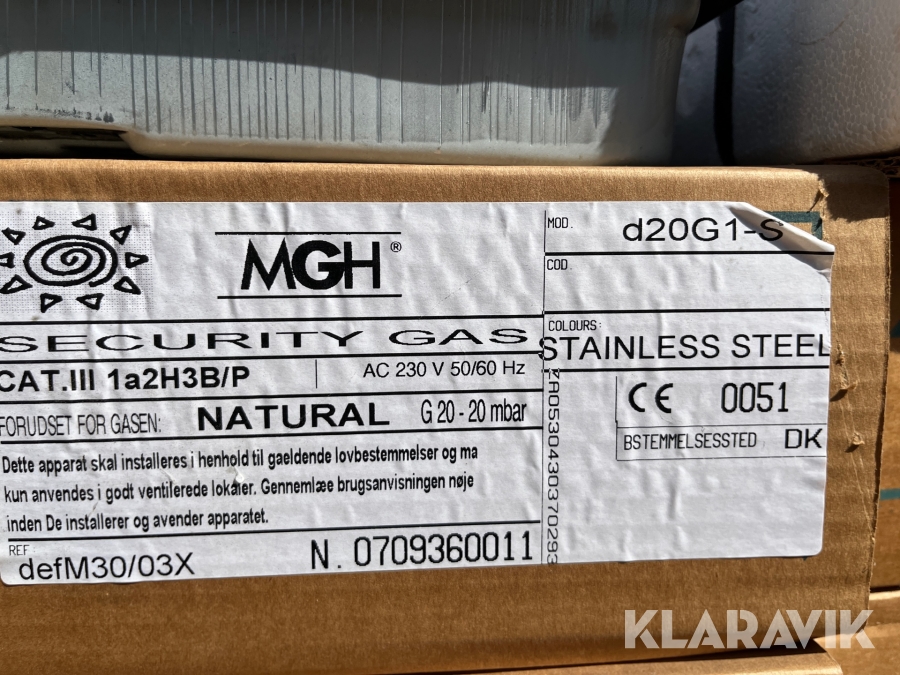 MGH®
SECURITY GAS
CAT.III 1a2H3B/P
AC 230 V 50/60 Hz
FORUDSET FOR GASEN: NATURAL G 20 - 20 mbar
Dette apparat skal installeres i henhold til gaeldende lovbestemmelser og ma
kun anvendes i godt ventilerede lokaler. Gennemlæe brugsanvisningen nøje
inden De installerer og avender apparatet.
REF:
defM30/03X
N. 0709360011
MOD. d20G1-S
COD.
COLOURS:
STAINLESS STEEL
CE 0051
BSTEMMELSESSTED DK
KLARAVIK